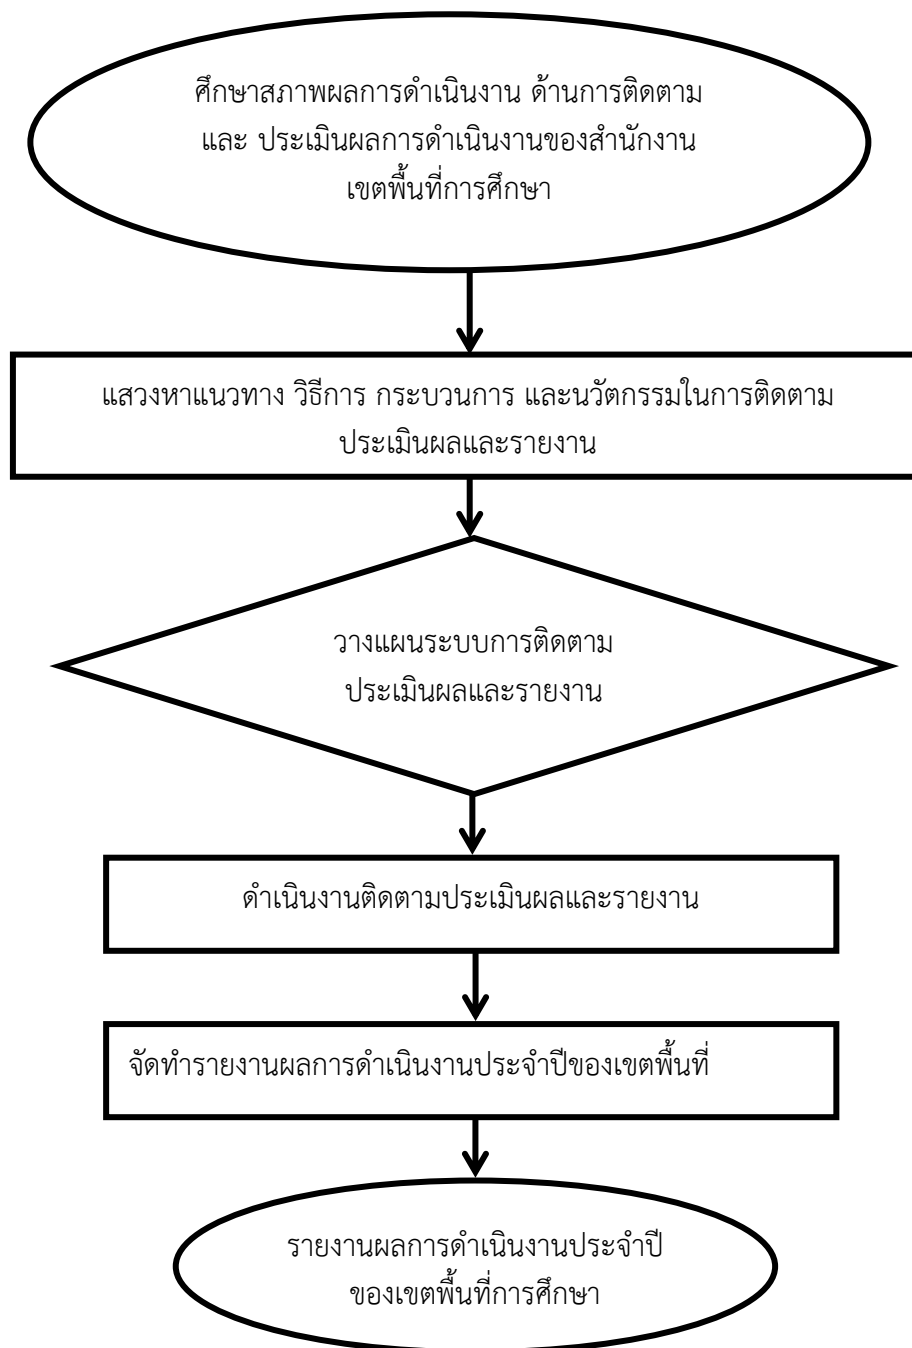 ศึกษาสภาพผลการดำเนินงาน ด้านการติดตาม
และ ประเมินผลการดำเนินงานของสำนักงาน
เขตพื้นที่การศึกษา
แสวงหาแนวทาง วิธีการ กระบวนการ และนวัตกรรมในการติดตาม
ประเมินผลและรายงาน
วางแผนระบบการติดตาม
ประเมินผลและรายงาน
ดำเนินงานติดตามประเมินผลและรายงาน
จัดทำรายงานผลการดำเนินงานประจำปีของเขตพื้นที่
รายงานผลการดำเนินงานประจำปี
ของเขตพื้นที่การศึกษา